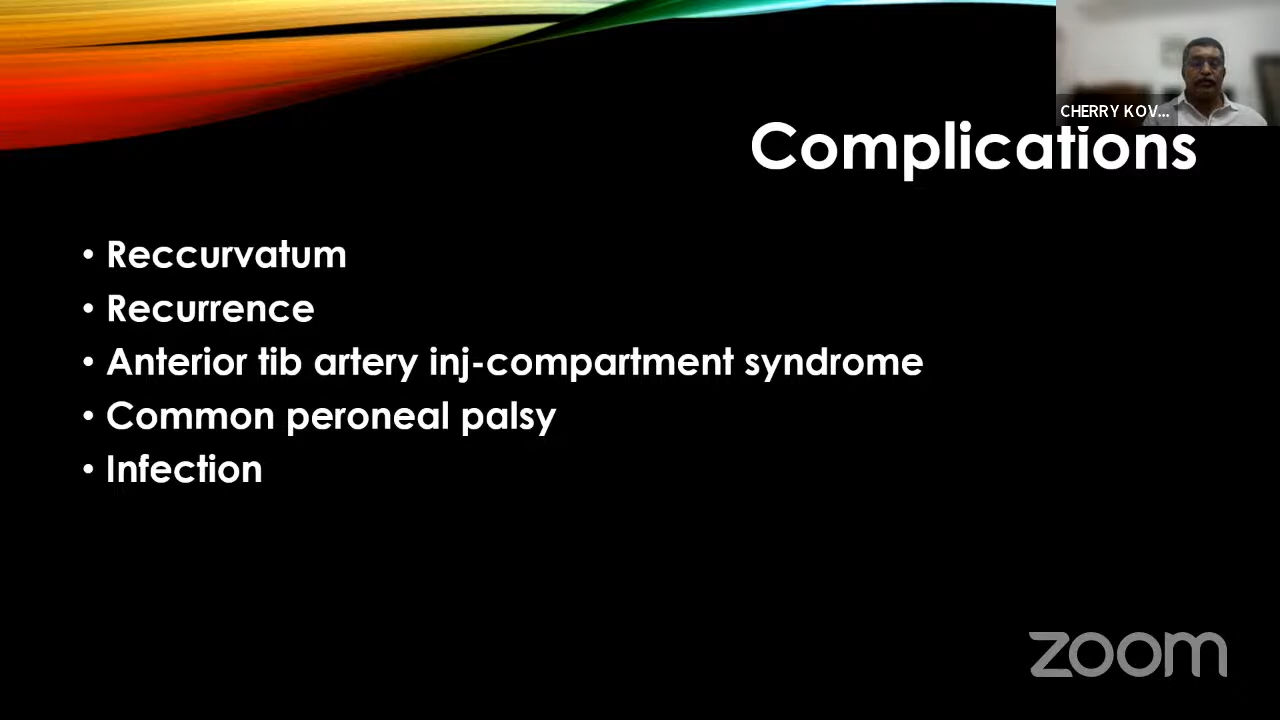 CHERRY KOV...
Complications
• Reccurvatum
• Recurrence
• Anterior tib artery inj-compartment syndrome
• Common peroneal palsy
• Infection
zoom